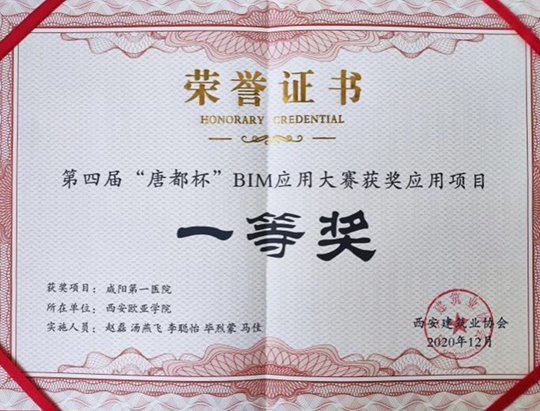 荣誉证书
HONORARY CREDENTIAL
第四届“唐都杯”BIM应用大赛获奖应用项目
一等奖
获奖项目：咸阳第一医院
所在单位：西安欧亚学院
实施人员：赵磊 汤燕飞 李聪怡 毕烈蒙 马佳
西安建筑业协会
2020年12月